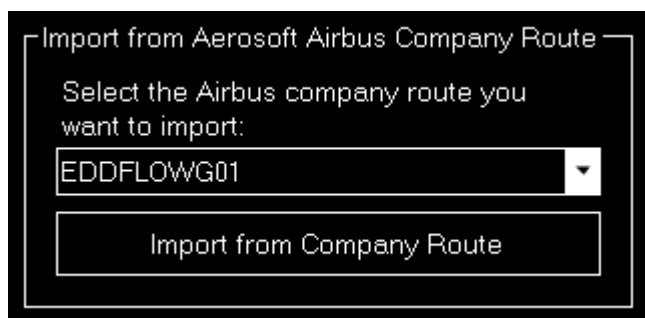 Import from Aerosoft Airbus Company Route
Select the Airbus company route you
want to import:
EDDFLOWG01
Import from Company Route